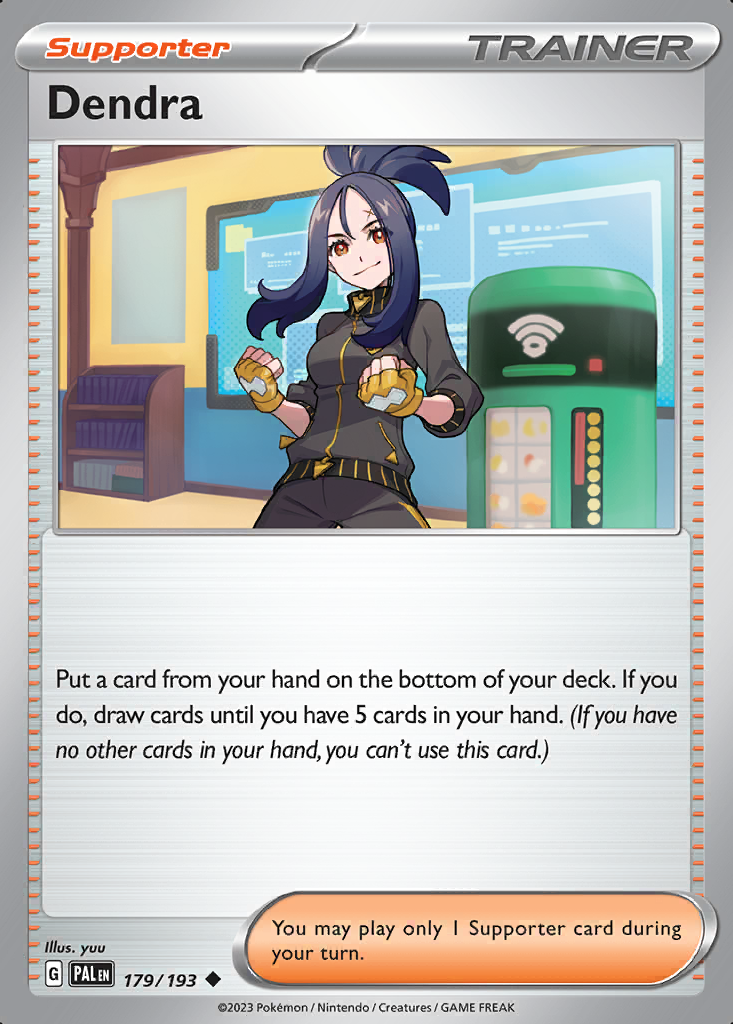 Supporter
TRAINER
Dendra
Put a card from your hand on the bottom of your deck. If you
do, draw cards until you have 5 cards in your hand. (If you have
no other cards in your hand, you can't use this card.)
You may play only 1 Supporter card during
your turn.
Illus. yuu
G PAL EN 179/193
©2023 Pokémon / Nintendo / Creatures / GAME FREAK